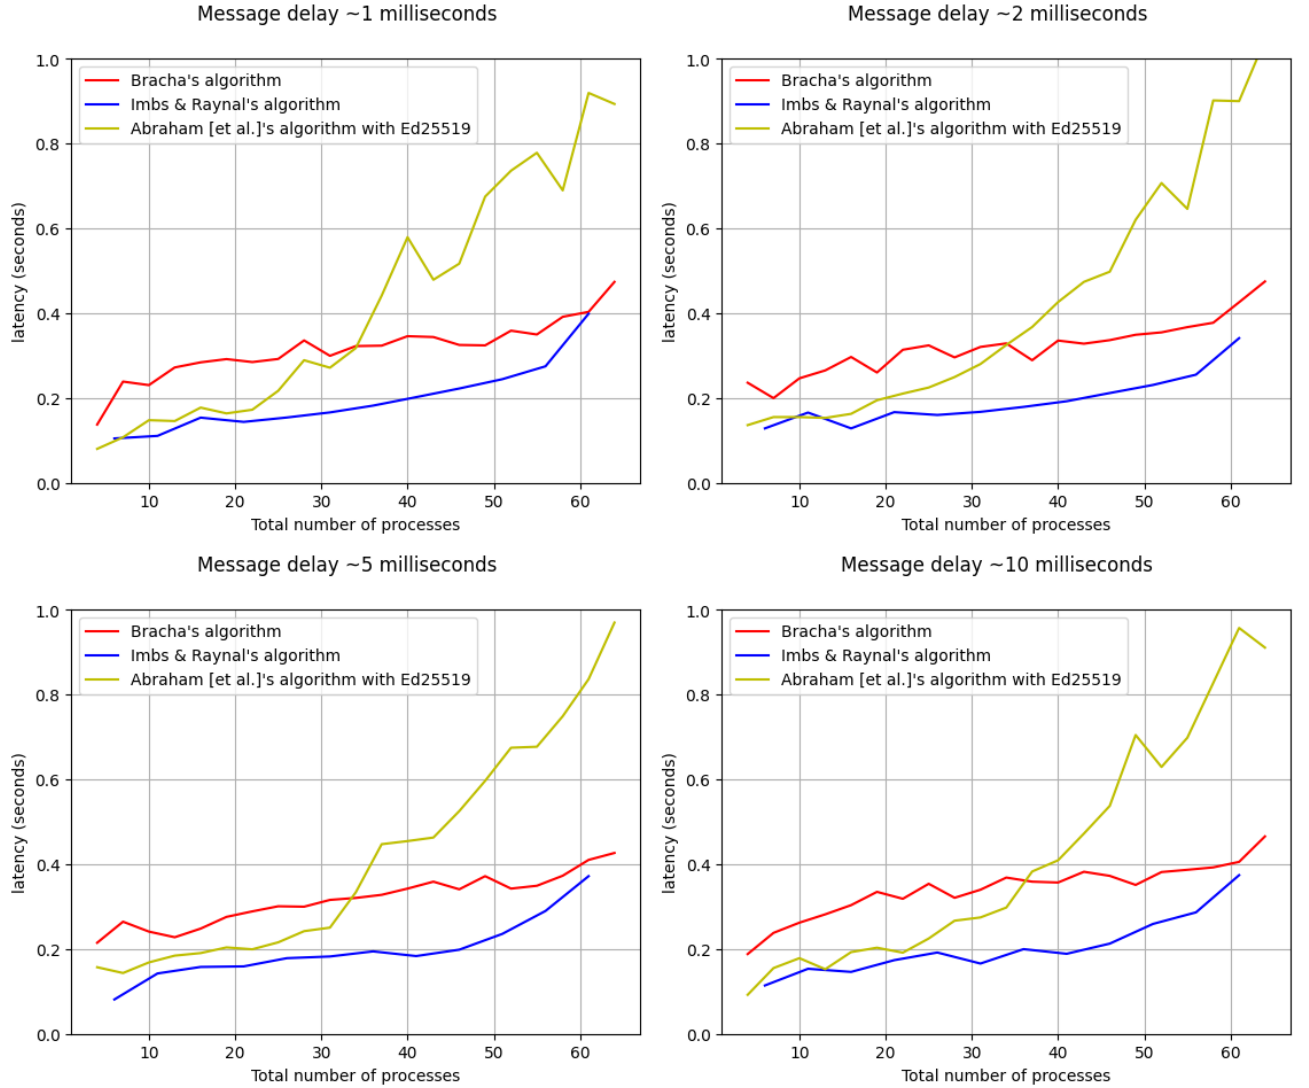 Message delay ~1 milliseconds
1.0
0.8
0.6
0.4
0.2
0.0
latency (seconds)
Bracha's algorithm
Imbs & Raynal's algorithm
Abraham [et al.]'s algorithm with Ed25519
10 20 30 40 50 60
Total number of processes
Message delay ~2 milliseconds
1.0
0.8
0.6
0.4
0.2
0.0
latency (seconds)
Bracha's algorithm
Imbs & Raynal's algorithm
Abraham [et al.]'s algorithm with Ed25519
10 20 30 40 50 60
Total number of processes
Message delay ~5 milliseconds
1.0
0.8
0.6
0.4
0.2
0.0
latency (seconds)
Bracha's algorithm
Imbs & Raynal's algorithm
Abraham [et al.]'s algorithm with Ed25519
10 20 30 40 50 60
Total number of processes
Message delay ~10 milliseconds
1.0
0.8
0.6
0.4
0.2
0.0
latency (seconds)
Bracha's algorithm
Imbs & Raynal's algorithm
Abraham [et al.]'s algorithm with Ed25519
10 20 30 40 50 60
Total number of processes